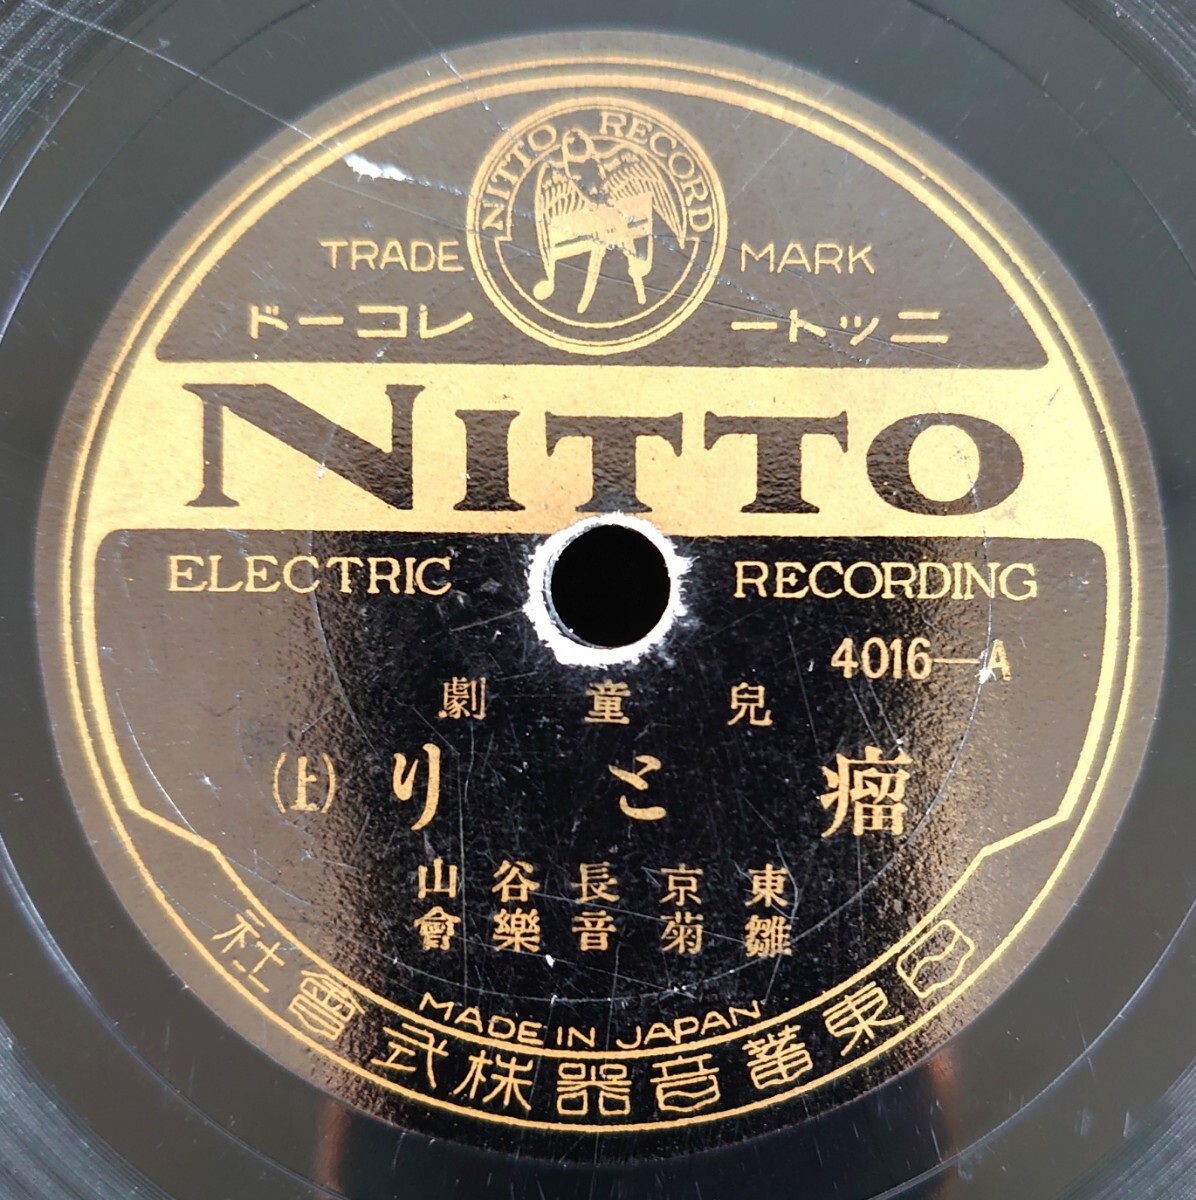 NITTO RECORD
TRADE MARK
ニットーレコード
NITTO
ELECTRIC RECORDING
4016—A
兒童劇
瘤とり(上)
東京長谷山
雛菊音樂會
MADE IN JAPAN
日東蓄音器株式會社